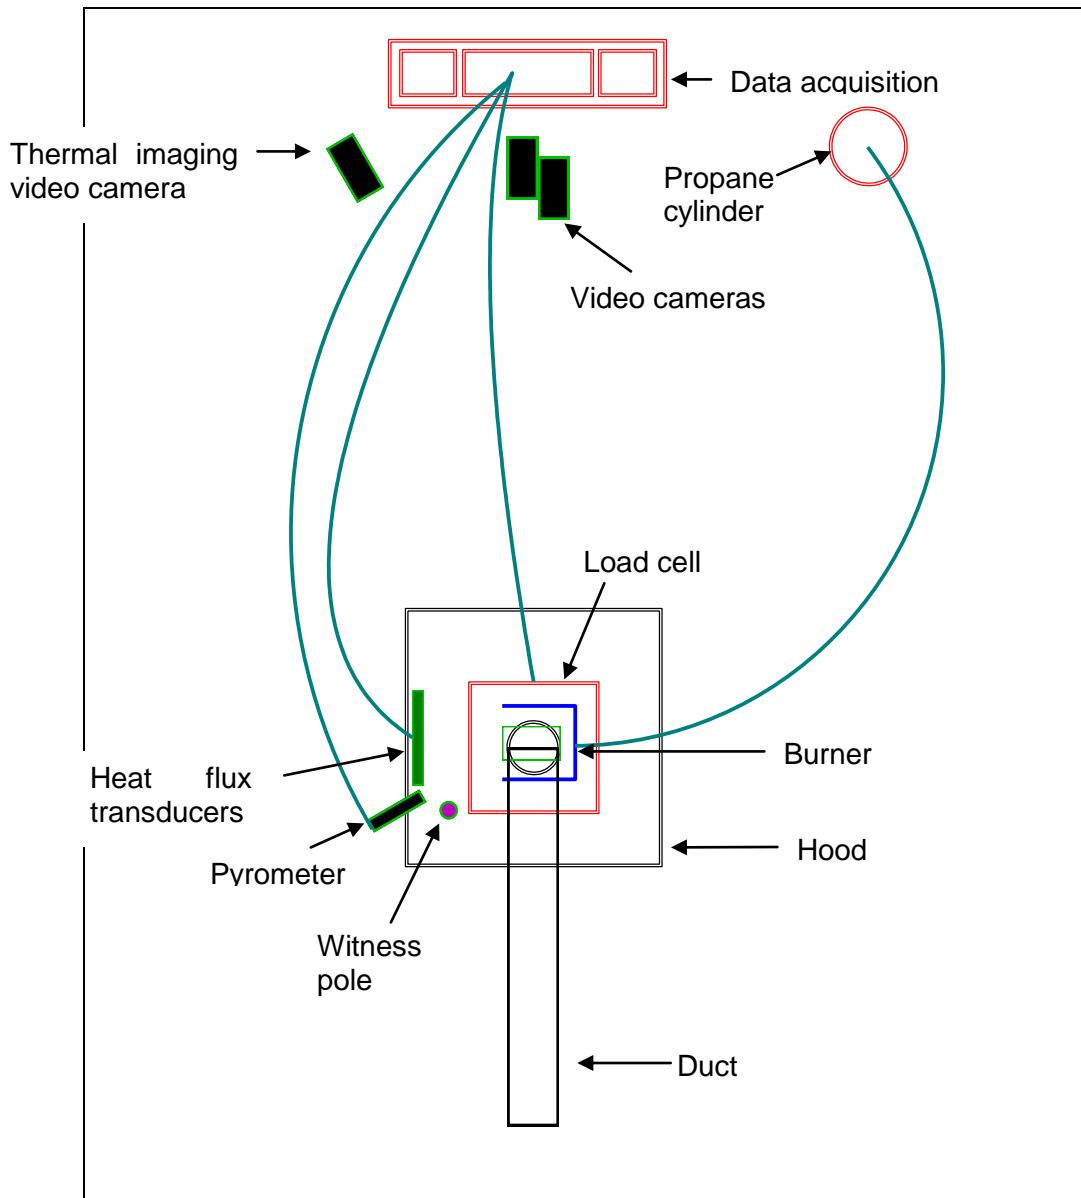 Data acquisition
Thermal imaging
video camera
Propane
cylinder
Video cameras
Load cell
Burner
Heat flux
transducers
Hood
Pyrometer
Witness
pole
Duct